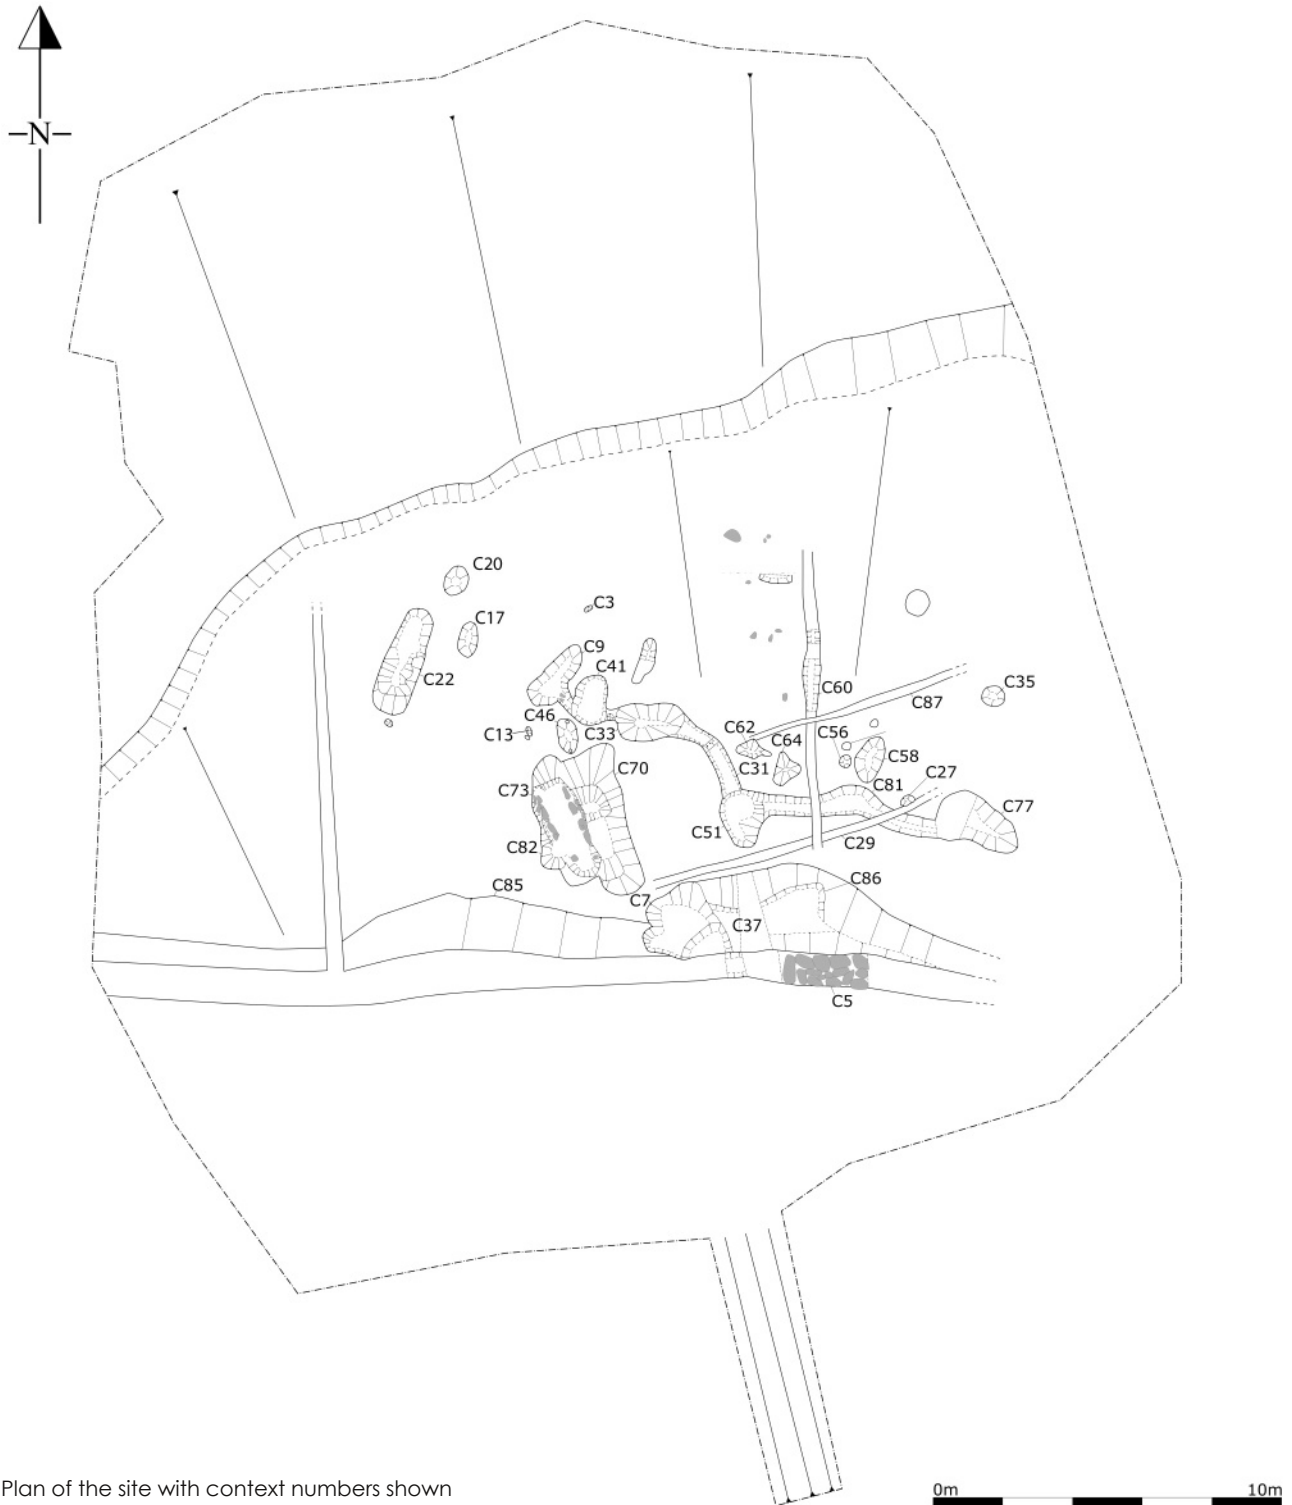 N
C20
C3
C17
C9
C41
C22
C60
C35
C87
C46
C13
C33
C62
C56
C64
C58
C31
C70
C27
C81
C73
C77
C51
C82
C29
C86
C85
C7
C37
C5
Plan of the site with context numbers shown
0m 10m